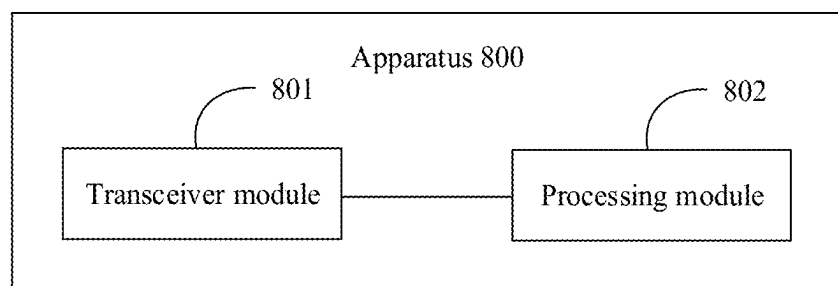 Apparatus 800
801
802
Transceiver module
Processing module